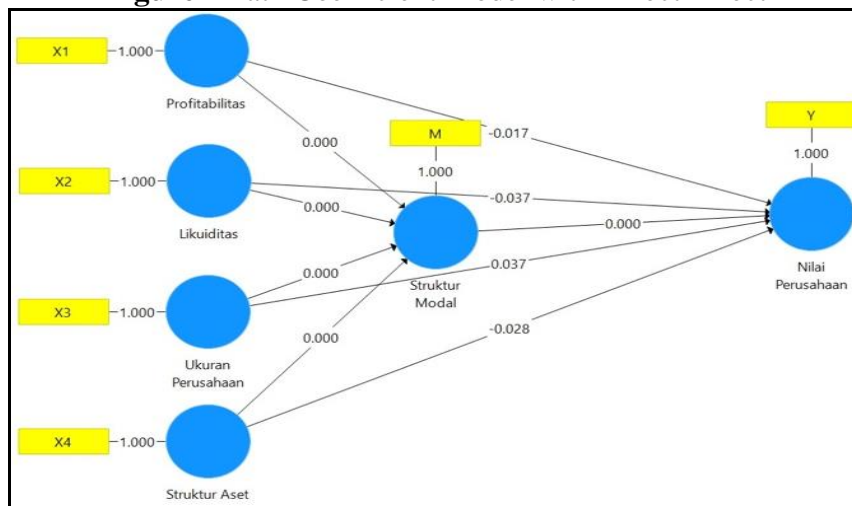 X1
1.000
Profitabilitas
X2
1.000
Likuiditas
X3
1.000
Ukuran
Perusahaan
X4
1.000
Struktur Aset
0.000
0.000
0.000
0.000
M
1.000
Struktur
Modal
-0.017
-0.037
0.000
0.037
-0.028
Y
1.000
Nilai
Perusahaan